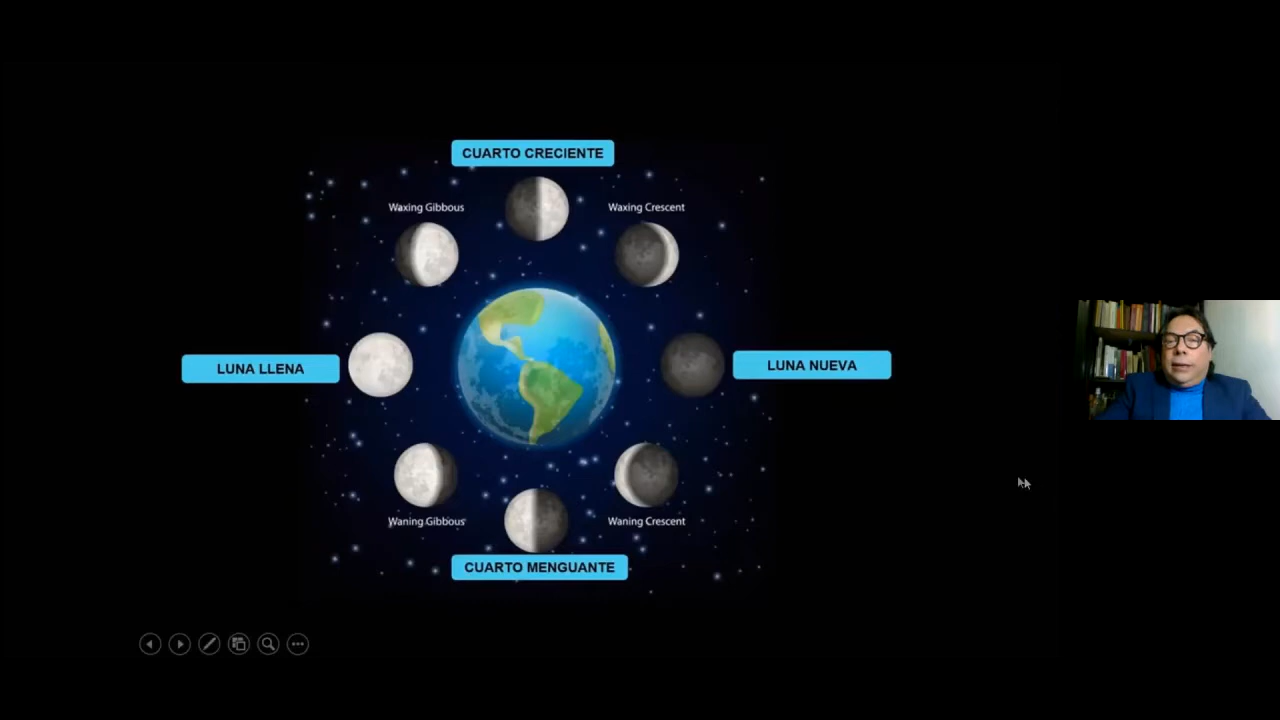 CUARTO CRECIENTE
Waxing Gibbous
Waxing Crescent
LUNA LLENA
LUNA NUEVA
Waning Gibbous
Waning Crescent
CUARTO MENGUANTE